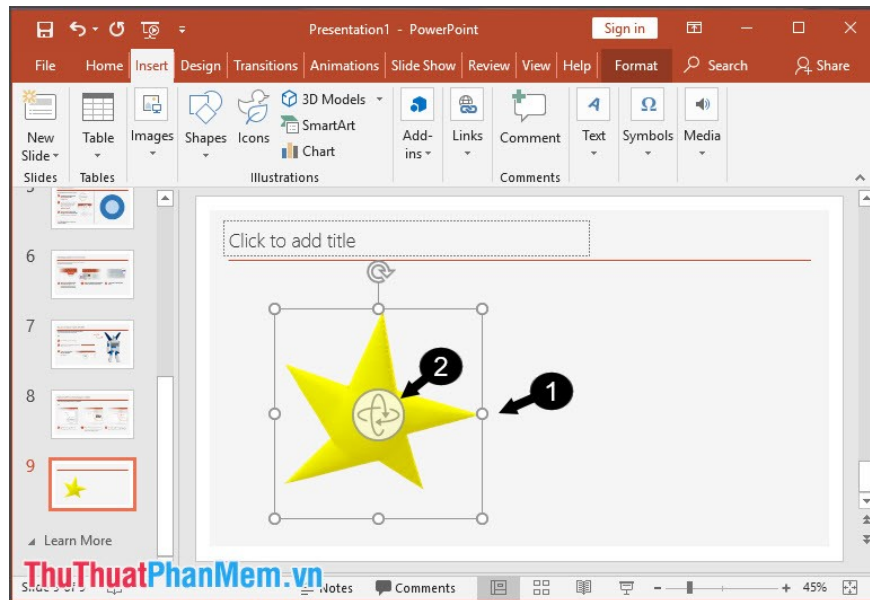 Presentation1 - PowerPoint
Sign in
File Home Insert Design Transitions Animations Slide Show Review View Help Format Search Share
New Slide
Table
Images
Shapes
Icons
3D Models
SmartArt
Chart
Add-ins
Links
Comment
Text
Symbols
Media
Slides Tables Illustrations Comments
Click to add title
6
7
8
9
2
1
Learn More
ThuThuatPhanMem.vn
Notes Comments 45%